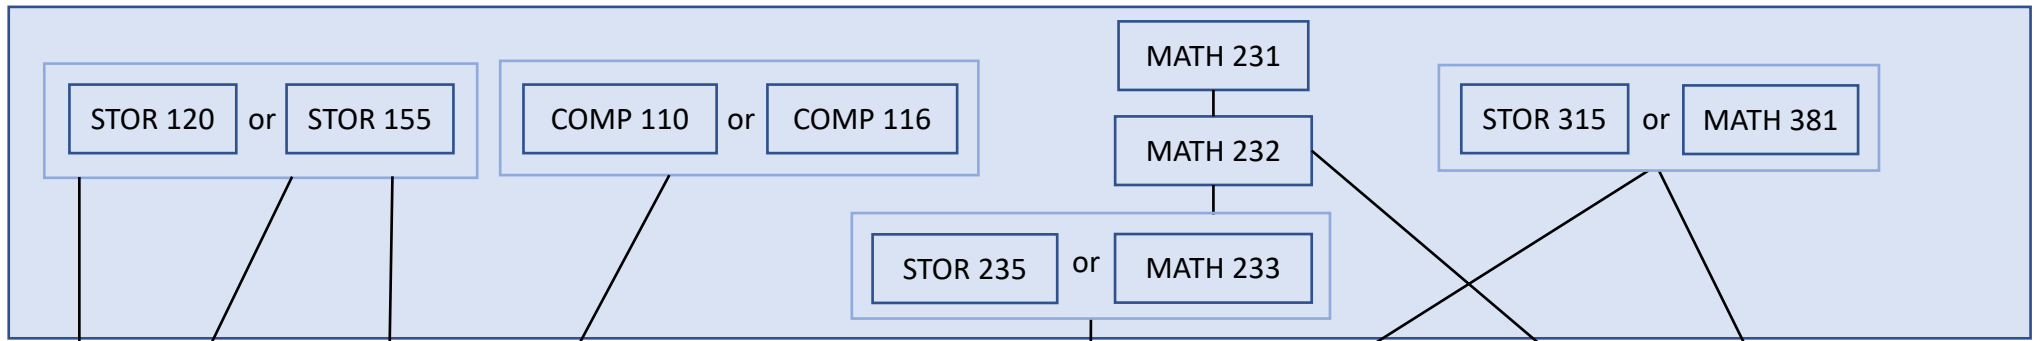 MATH 231
STOR 120 or STOR 155
COMP 110 or COMP 116
MATH 232
STOR 315 or MATH 381
STOR 235 or MATH 233